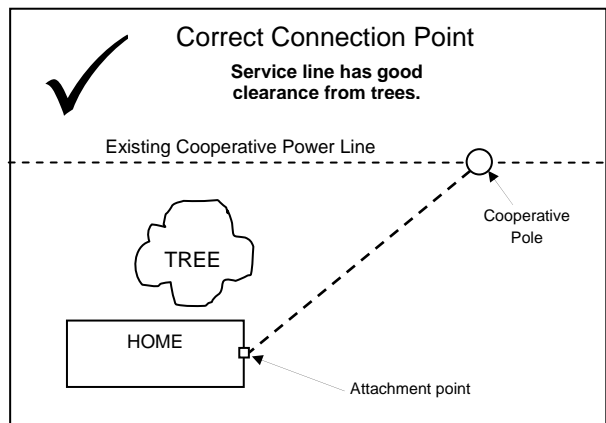 Correct Connection Point
Service line has good
clearance from trees.
Existing Cooperative Power Line
Cooperative
Pole
TREE
HOME
Attachment point